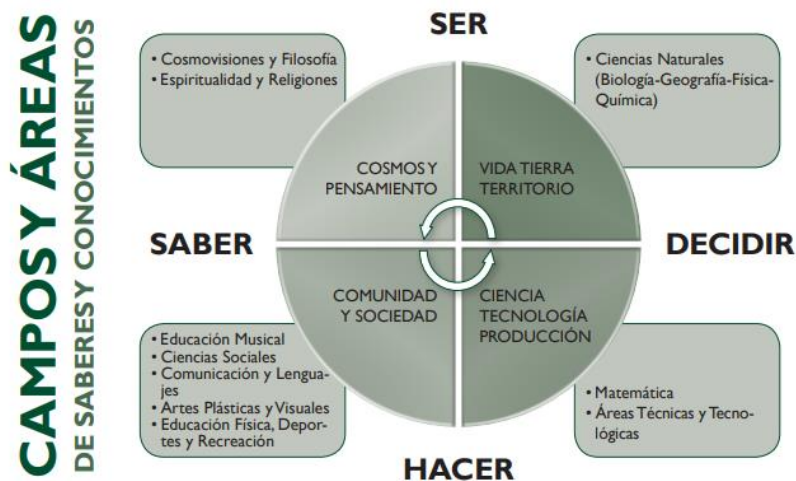 CAMPOS Y ÁREAS
DE SABERES Y CONOCIMIENTOS
SER
• Cosmovisiones y Filosofía
• Espiritualidad y Religiones
• Ciencias Naturales
(Biología-Geografía-Física-
Química)
COSMOS Y
PENSAMIENTO
VIDA TIERRA
TERRITORIO
SABER
DECIDIR
COMUNIDAD
Y SOCIEDAD
CIENCIA
TECNOLOGÍA
PRODUCCIÓN
• Educación Musical
• Ciencias Sociales
• Comunicación y Lengua-
jes
• Artes Plásticas y Visuales
• Educación Física, Depor-
tes y Recreación
• Matemática
• Áreas Técnicas y Tecno-
lógicas
HACER